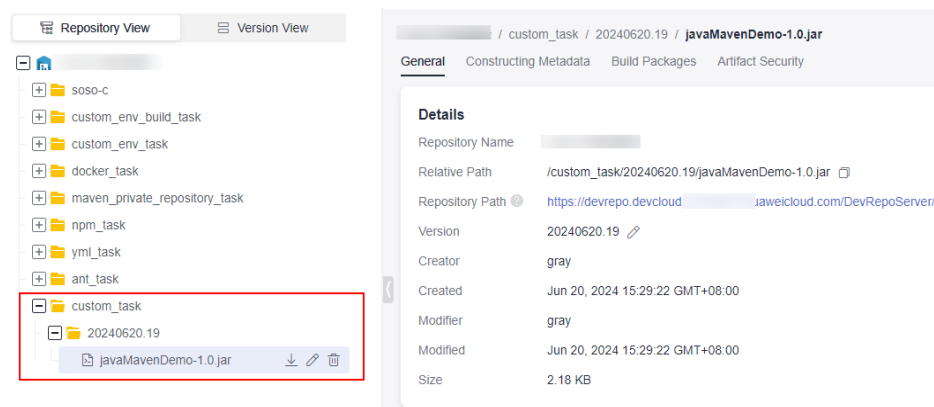 Repository View
Version View
soso-c
custom_env_build_task
custom_env_task
docker_task
maven_private_repository_task
npm_task
yml_task
ant_task
custom_task
20240620.19
javaMavenDemo-1.0.jar
/ custom_task / 20240620.19 / javaMavenDemo-1.0.jar
General Constructing Metadata Build Packages Artifact Security
Details
Repository Name
Relative Path /custom_task/20240620.19/javaMavenDemo-1.0.jar
Repository Path https://devrepo.devcloud aweicloud.com/DevRepoServer/
Version 20240620.19
Creator gray
Created Jun 20, 2024 15:29:22 GMT+08:00
Modifier gray
Modified Jun 20, 2024 15:29:22 GMT+08:00
Size 2.18 KB